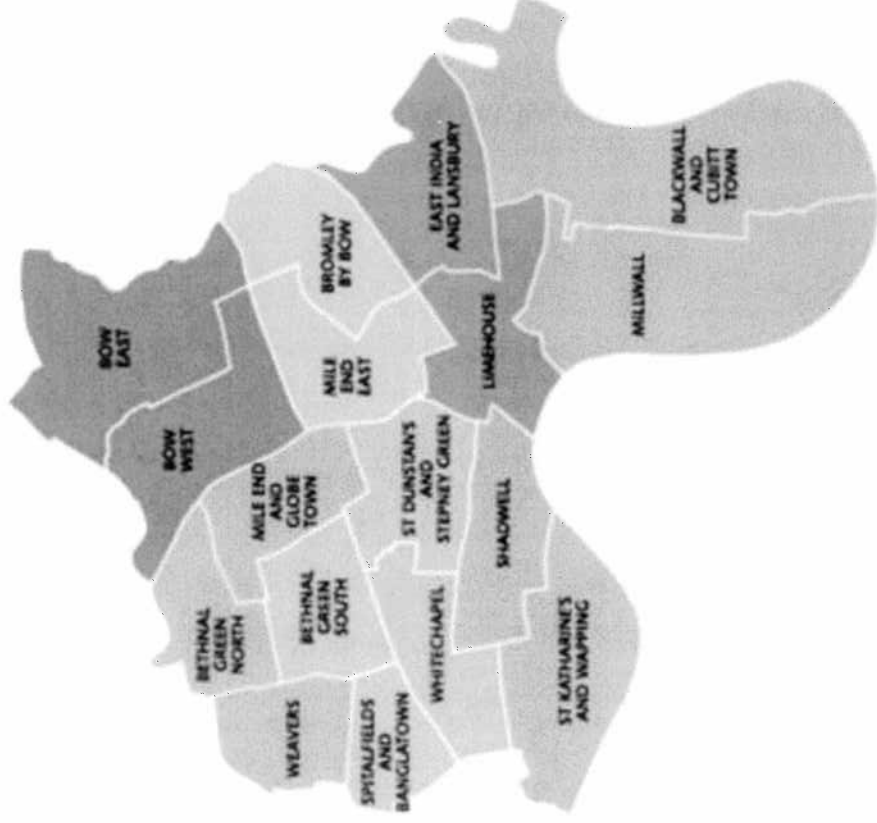 BOW
EAST
BOW
WEST
BETHNAL
GREEN
NORTH
MILE END
AND
GLOBE
TOWN
WEAVERS
BETHNAL
GREEN
SOUTH
BROMLEY
BY BOW
MILE
END
EAST
SPITALFIELDS
AND
BANGLATOWN
ST DUNSTAN'S
AND
STEPNEY GREEN
WHITECHAPEL
EAST INDIA
AND LANSBURY
LIMEHOUSE
SHADWELL
ST KATHARINE'S
AND WAPPING
MILLWALL
BLACKWALL
AND
CUBITT
TOWN